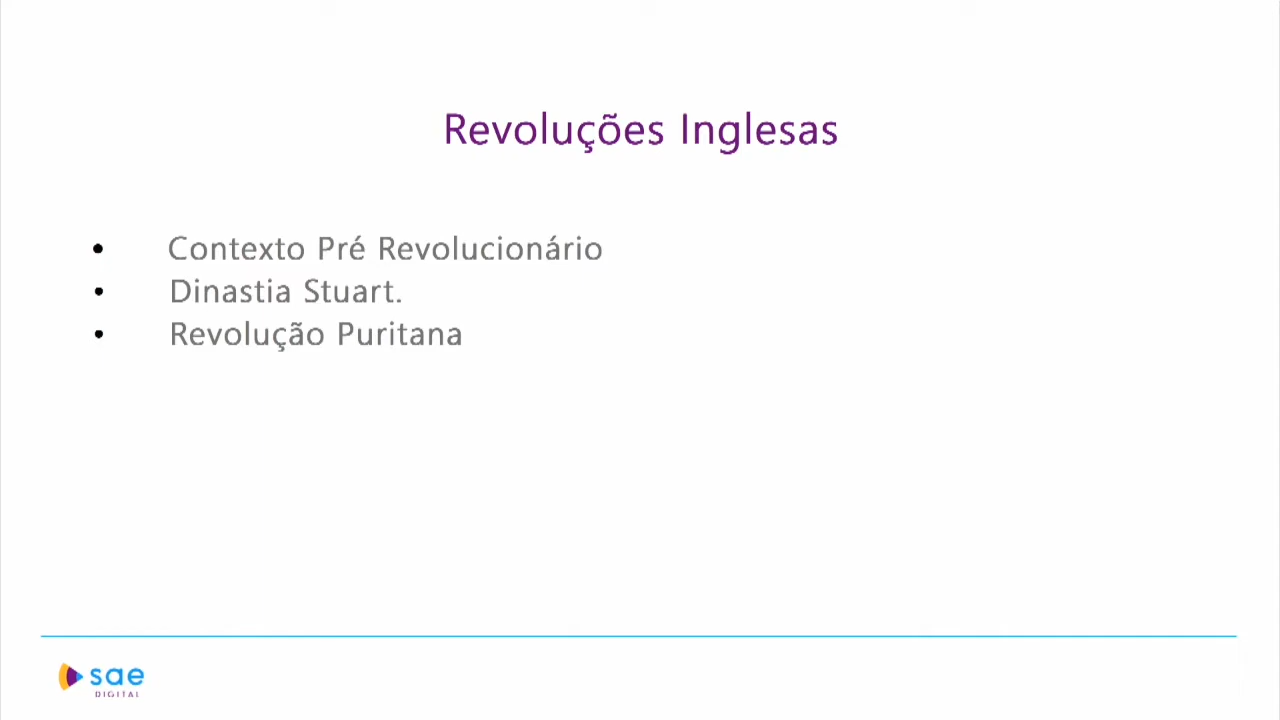 Revoluções Inglesas
• Contexto Pré Revolucionário
• Dinastia Stuart.
• Revolução Puritana
sae
DIGITAL